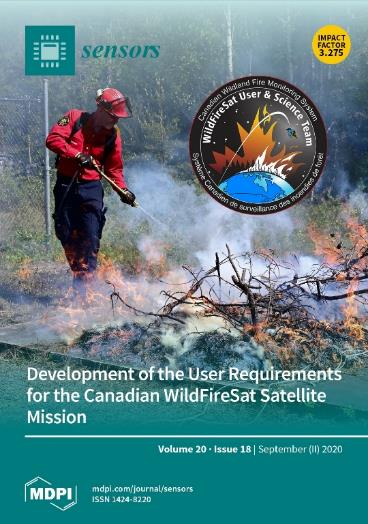 sensors
IMPACT
FACTOR
3.275
Canadian Wildland Fire Monitoring System
WildFireSat User & Science Team
Système Canadien de surveillance des incendies de forêt
Development of the User Requirements
for the Canadian WildFireSat Satellite
Mission
Volume 20 · Issue 18 | September (II) 2020
MDPI
mdpi.com/journal/sensors
ISSN 1424-8220